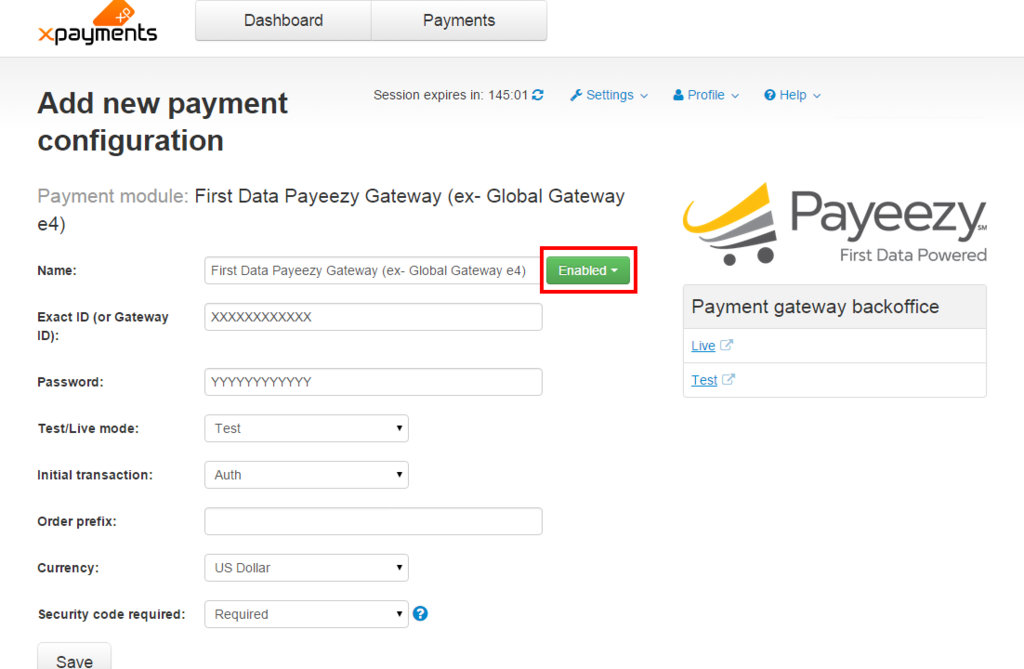 xpayments
xp
Dashboard
Payments
Add new payment
configuration
Session expires in: 145:01
Settings
Profile
Help
Payment module: First Data Payeezy Gateway (ex- Global Gateway
e4)
Name:
First Data Payeezy Gateway (ex- Global Gateway e4)
Enabled
Exact ID (or Gateway
ID):
XXXXXXXXXXXX
Password:
YYYYYYYYYYYY
Test/Live mode:
Test
Initial transaction:
Auth
Order prefix:
Currency:
US Dollar
Security code required:
Required
?
Save
Payeezy SM
First Data Powered
Payment gateway backoffice
Live
Test